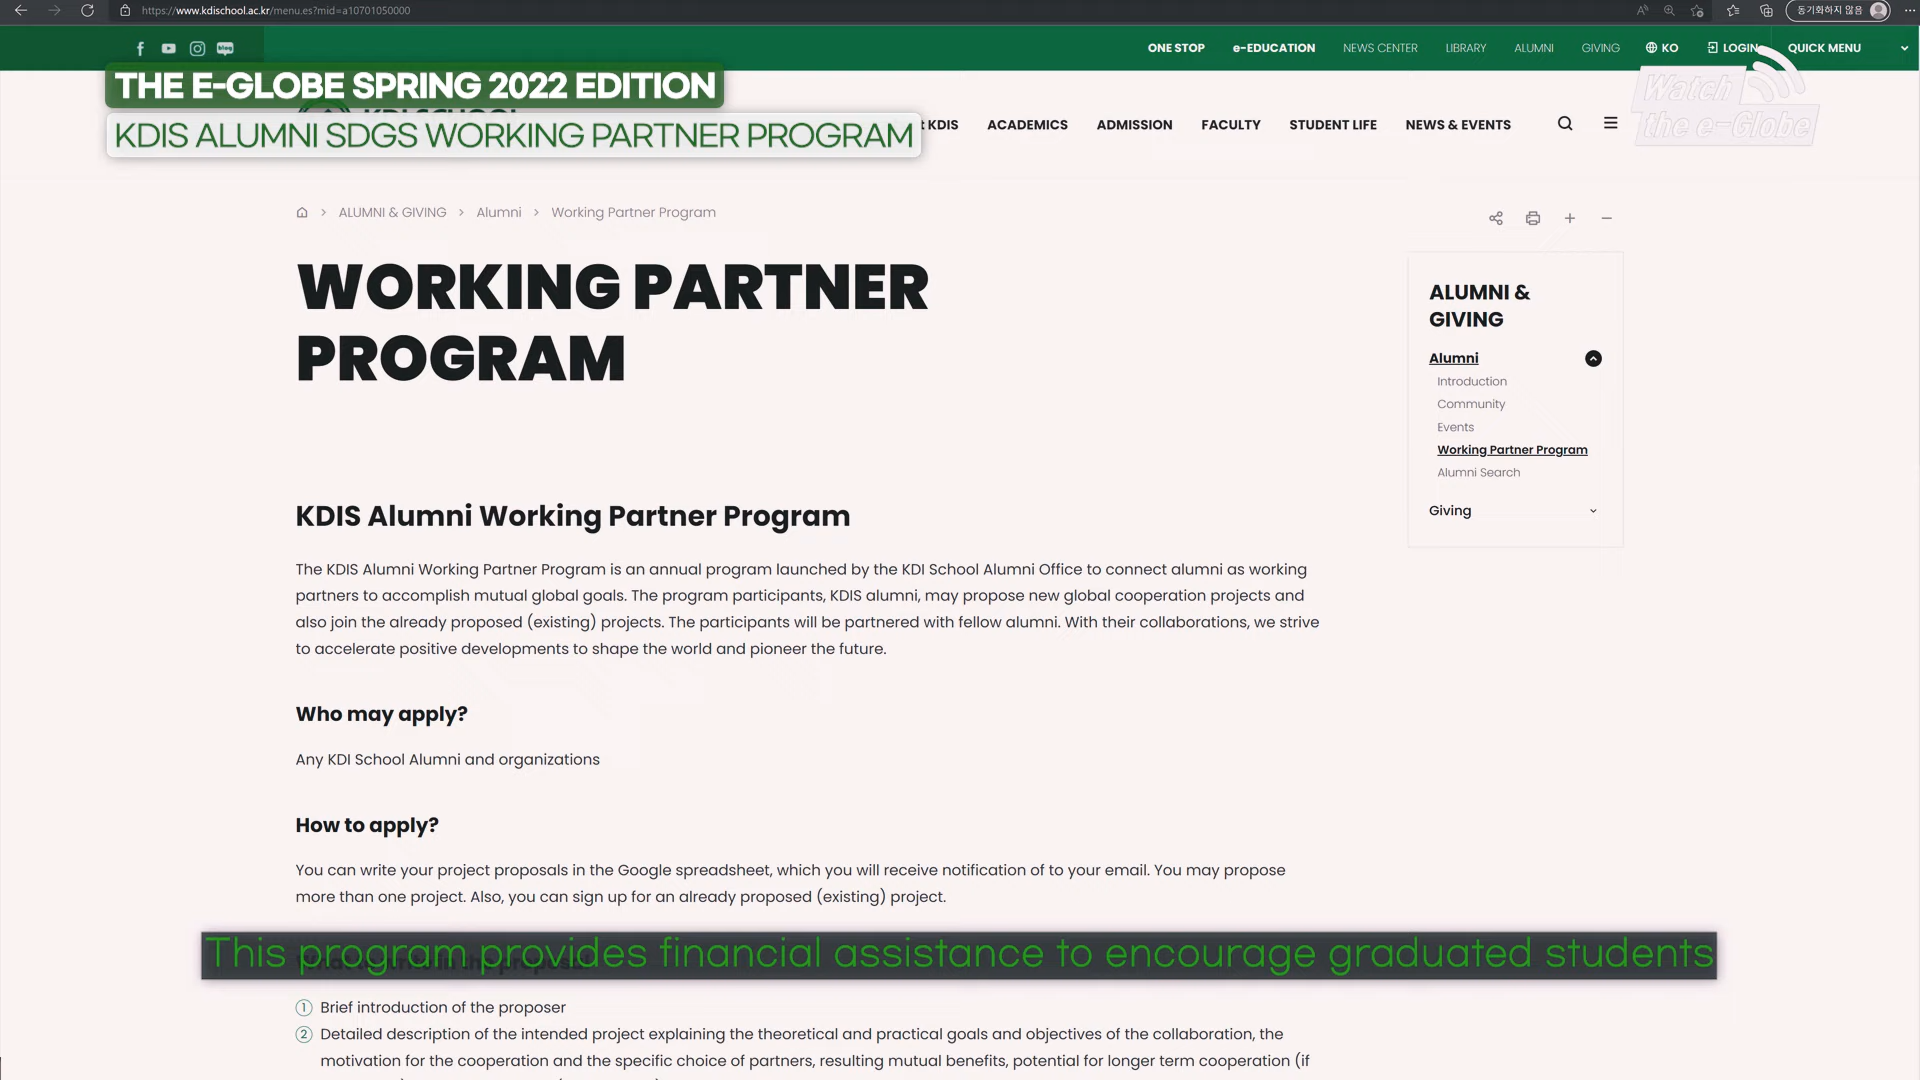 https://www.kdischool.ac.kr/menu.es?mid=a10701050000
동기화하지 않음
blog
ONE STOP e-EDUCATION NEWS CENTER LIBRARY ALUMNI GIVING KO LOGIN QUICK MENU
THE E-GLOBE SPRING 2022 EDITION
KDIS ALUMNI SDGS WORKING PARTNER PROGRAM
KDIS ACADEMICS ADMISSION FACULTY STUDENT LIFE NEWS & EVENTS
Watch
the e-Globe
ALUMNI & GIVING > Alumni > Working Partner Program
WORKING PARTNER
PROGRAM
ALUMNI &
GIVING
Alumni
Introduction
Community
Events
Working Partner Program
Alumni Search
Giving
KDIS Alumni Working Partner Program
The KDIS Alumni Working Partner Program is an annual program launched by the KDI School Alumni Office to connect alumni as working
partners to accomplish mutual global goals. The program participants, KDIS alumni, may propose new global cooperation projects and
also join the already proposed (existing) projects. The participants will be partnered with fellow alumni. With their collaborations, we strive
to accelerate positive developments to shape the world and pioneer the future.
Who may apply?
Any KDI School Alumni and organizations
How to apply?
You can write your project proposals in the Google spreadsheet, which you will receive notification of to your email. You may propose
more than one project. Also, you can sign up for an already proposed (existing) project.
This program provides financial assistance to encourage graduated students
1 Brief introduction of the proposer
2 Detailed description of the intended project explaining the theoretical and practical goals and objectives of the collaboration, the
motivation for the cooperation and the specific choice of partners, resulting mutual benefits, potential for longer term cooperation (if